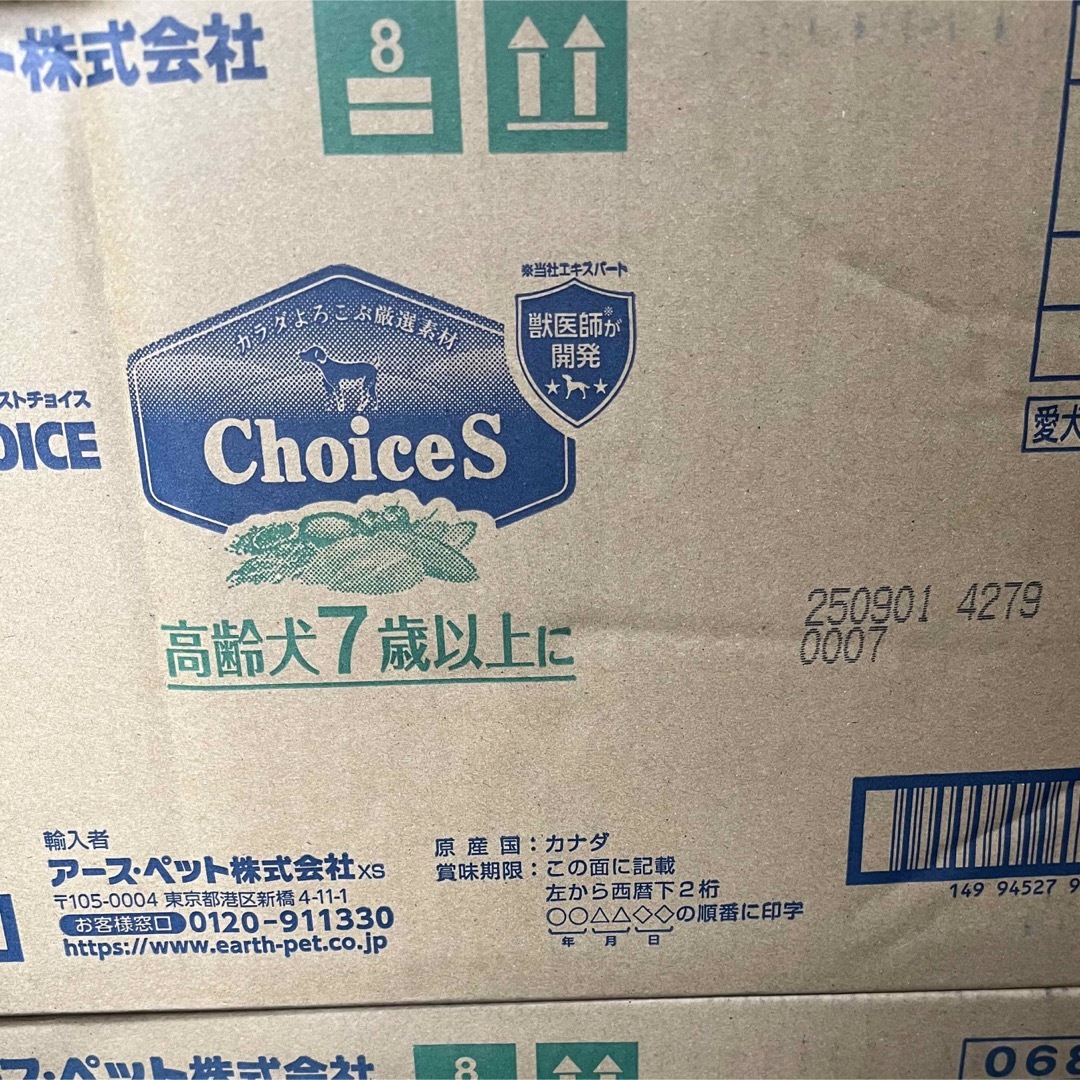 ト株式会社
8
※当社エキスパート
カラダよろこぶ厳選素材
獣医師が※
開発
ストチョイス
OICE
ChoiceS
愛犬
高齢犬7歳以上に
250901 4279
0007
輸入者
アース・ペット株式会社XS
〒105-0004 東京都港区新橋4-11-1
お客様窓口 0120-911330
https://www.earth-pet.co.jp
原産国：カナダ
賞味期限：この面に記載
左から西暦下2桁
○○△△◇◇の順番に印字
年 月 日
149 94527 9
ス・ペット株式会社
8
068